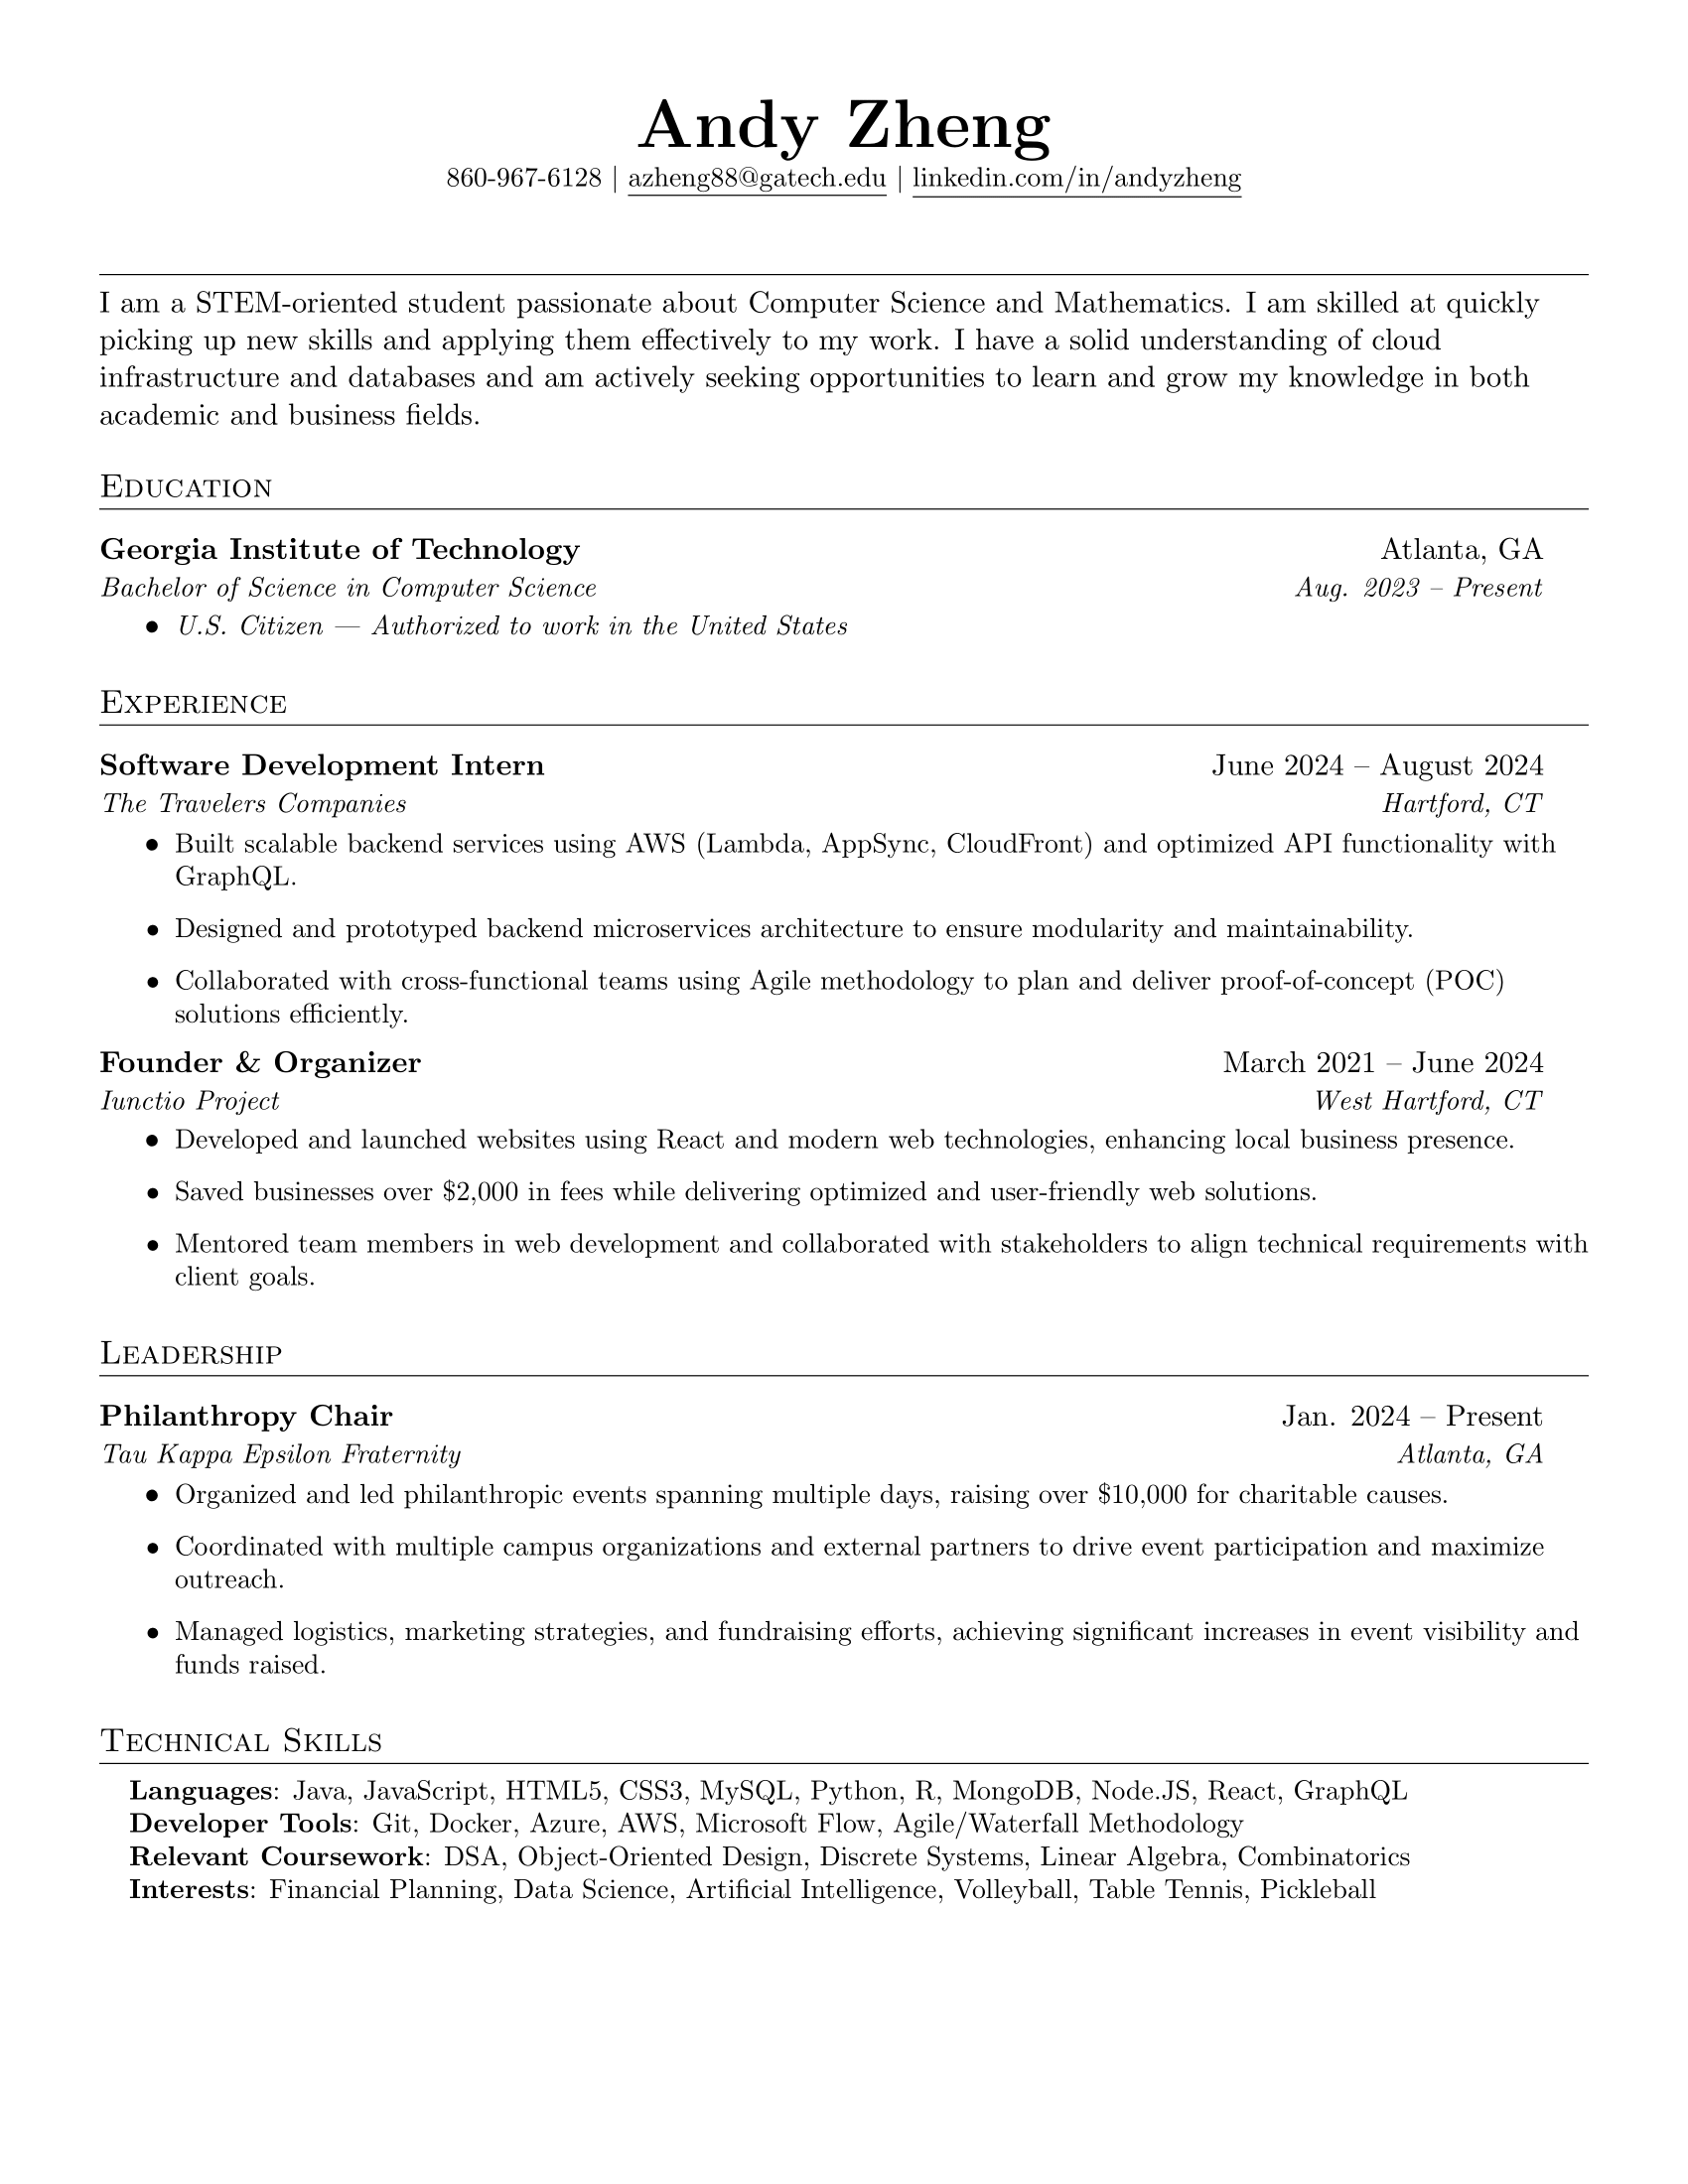 Andy Zheng
860-967-6128 | azheng88@gatech.edu | linkedin.com/in/andyzheng
I am a STEM-oriented student passionate about Computer Science and Mathematics. I am skilled at quickly
picking up new skills and applying them effectively to my work. I have a solid understanding of cloud
infrastructure and databases and am actively seeking opportunities to learn and grow my knowledge in both
academic and business fields.
Education
Georgia Institute of Technology Atlanta, GA
Bachelor of Science in Computer Science Aug. 2023 – Present
• U.S. Citizen — Authorized to work in the United States
Experience
Software Development Intern June 2024 – August 2024
The Travelers Companies Hartford, CT
• Built scalable backend services using AWS (Lambda, AppSync, CloudFront) and optimized API functionality with
GraphQL.
• Designed and prototyped backend microservices architecture to ensure modularity and maintainability.
• Collaborated with cross-functional teams using Agile methodology to plan and deliver proof-of-concept (POC)
solutions efficiently.
Founder & Organizer March 2021 – June 2024
Iunctio Project West Hartford, CT
• Developed and launched websites using React and modern web technologies, enhancing local business presence.
• Saved businesses over $2,000 in fees while delivering optimized and user-friendly web solutions.
• Mentored team members in web development and collaborated with stakeholders to align technical requirements with
client goals.
Leadership
Philanthropy Chair Jan. 2024 – Present
Tau Kappa Epsilon Fraternity Atlanta, GA
• Organized and led philanthropic events spanning multiple days, raising over $10,000 for charitable causes.
• Coordinated with multiple campus organizations and external partners to drive event participation and maximize
outreach.
• Managed logistics, marketing strategies, and fundraising efforts, achieving significant increases in event visibility and
funds raised.
Technical Skills
Languages: Java, JavaScript, HTML5, CSS3, MySQL, Python, R, MongoDB, Node.JS, React, GraphQL
Developer Tools: Git, Docker, Azure, AWS, Microsoft Flow, Agile/Waterfall Methodology
Relevant Coursework: DSA, Object-Oriented Design, Discrete Systems, Linear Algebra, Combinatorics
Interests: Financial Planning, Data Science, Artificial Intelligence, Volleyball, Table Tennis, Pickleball